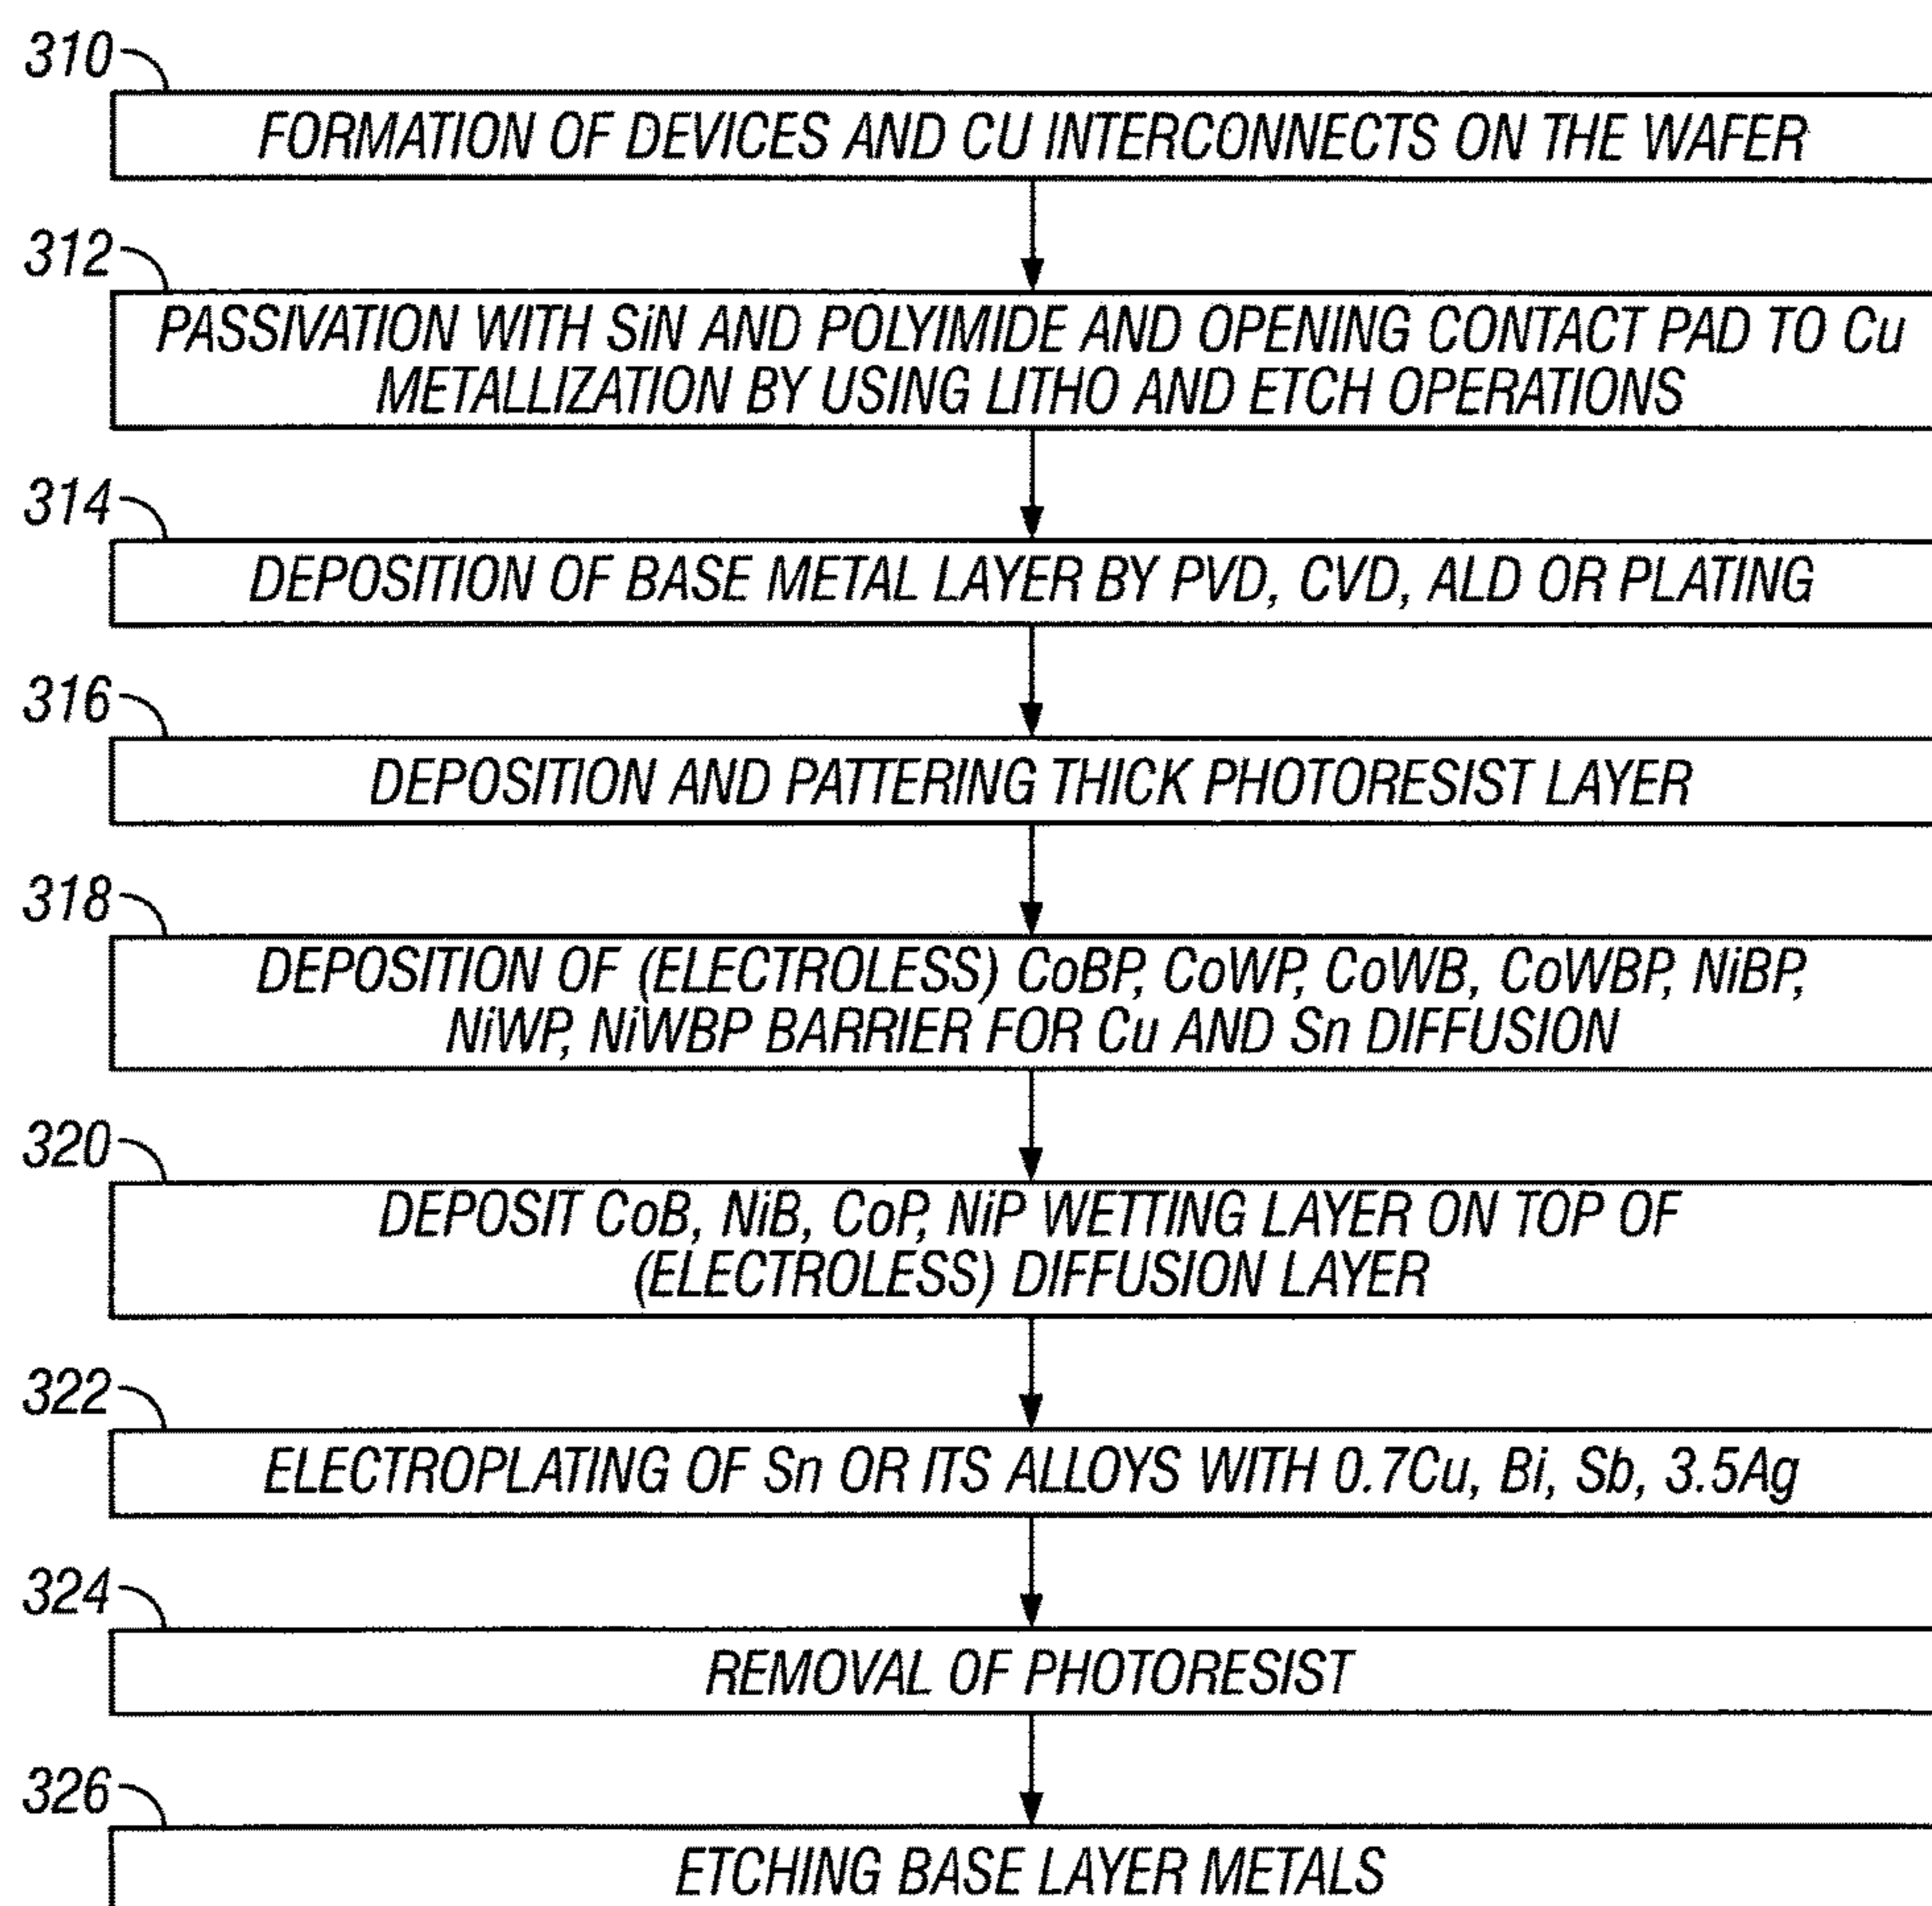 310
FORMATION OF DEVICES AND CU INTERCONNECTS ON THE WAFER
312
PASSIVATION WITH SiN AND POLYIMIDE AND OPENING CONTACT PAD TO Cu
METALLIZATION BY USING LITHO AND ETCH OPERATIONS
314
DEPOSITION OF BASE METAL LAYER BY PVD, CVD, ALD OR PLATING
316
DEPOSITION AND PATTERING THICK PHOTORESIST LAYER
318
DEPOSITION OF (ELECTROLESS) CoBP, CoWP, CoWB, CoWBP, NiBP,
NiWP, NiWBP BARRIER FOR Cu AND Sn DIFFUSION
320
DEPOSIT CoB, NiB, CoP, NiP WETTING LAYER ON TOP OF
(ELECTROLESS) DIFFUSION LAYER
322
ELECTROPLATING OF Sn OR ITS ALLOYS WITH 0.7Cu, Bi, Sb, 3.5Ag
324
REMOVAL OF PHOTORESIST
326
ETCHING BASE LAYER METALS